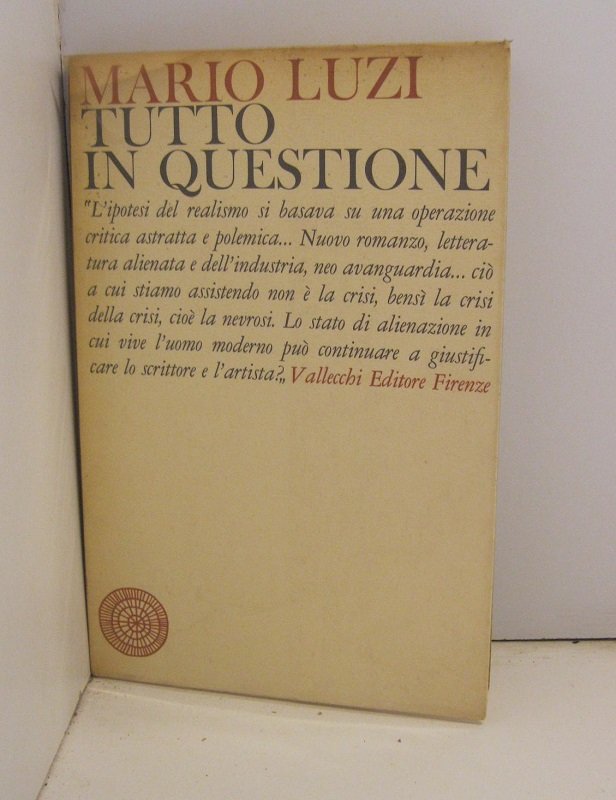 MARIO LUZI
TUTTO
IN QUESTIONE
"L'ipotesi del realismo si basava su una operazione
critica astratta e polemica... Nuovo romanzo, lettera-
tura alienata e dell'industria, neo avanguardia... ciò
a cui stiamo assistendo non è la crisi, bensì la crisi
della crisi, cioè la nevrosi. Lo stato di alienazione in
cui vive l'uomo moderno può continuare a giustifi-
care lo scrittore e l'artista?„ Vallecchi Editore Firenze